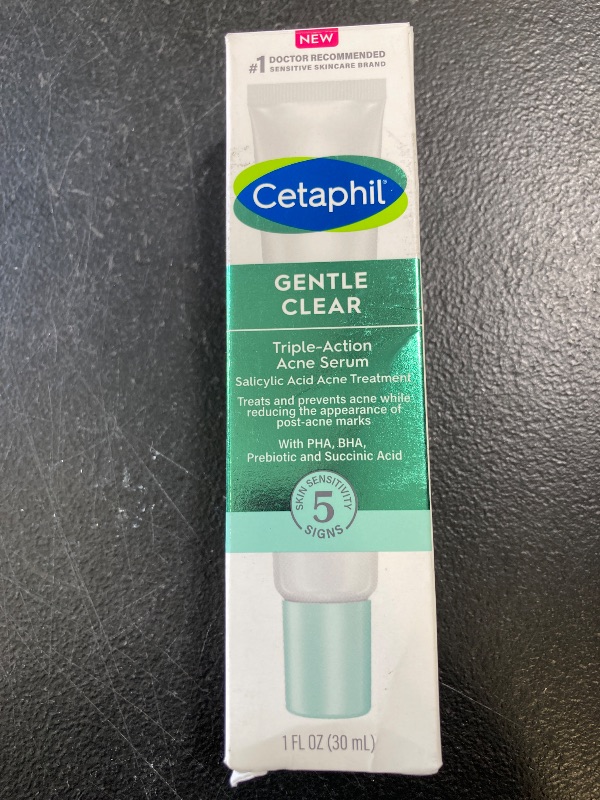 NEW
#1 DOCTOR RECOMMENDED
SENSITIVE SKINCARE BRAND
Cetaphil®
GENTLE
CLEAR
Triple-Action
Acne Serum
Salicylic Acid Acne Treatment
Treats and prevents acne while
reducing the appearance of
post-acne marks
With PHA, BHA,
Prebiotic and Succinic Acid
SKIN SENSITIVITY
5
SIGNS
1 FL OZ (30 mL)